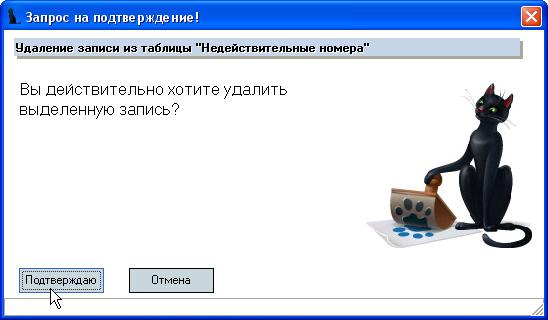 Запрос на подтверждение!
Удаление записи из таблицы "Недействительные номера"
Вы действительно хотите удалить
выделенную запись?
Подтверждаю
Отмена